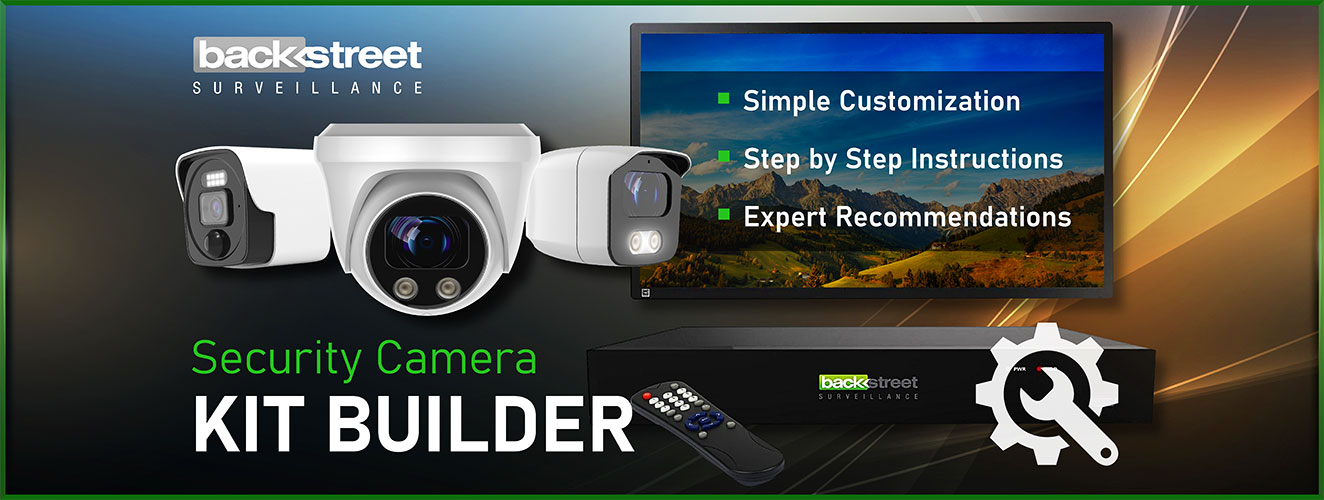 backstreet
SURVEILLANCE
Simple Customization
Step by Step Instructions
Expert Recommendations
Security Camera
KIT BUILDER
backstreet
SURVEILLANCE
PWR